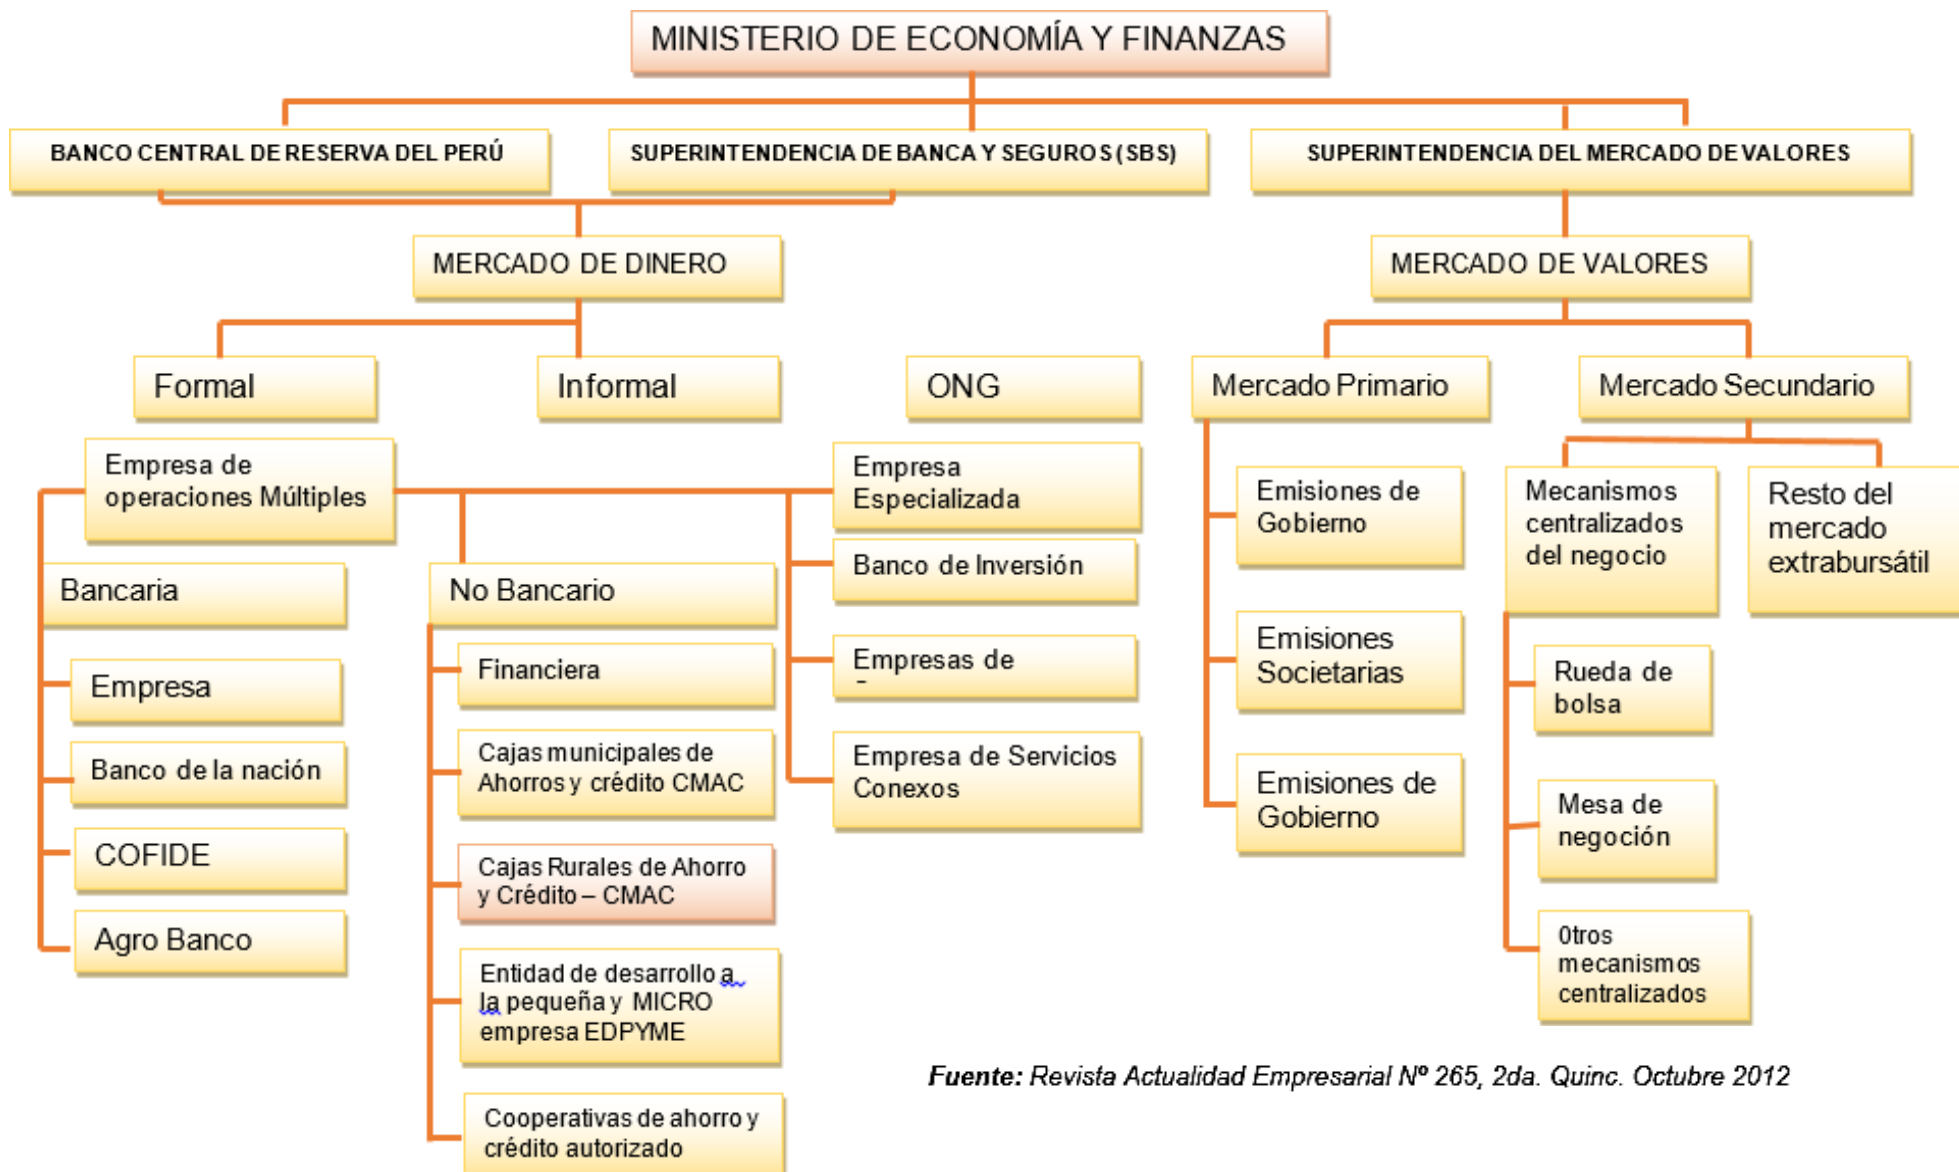 MINISTERIO DE ECONOMÍA Y FINANZAS
BANCO CENTRAL DE RESERVA DEL PERÚ
SUPERINTENDENCIA DE BANCA Y SEGUROS (SBS)
SUPERINTENDENCIA DEL MERCADO DE VALORES
MERCADO DE DINERO
MERCADO DE VALORES
Formal
Informal
ONG
Mercado Primario
Mercado Secundario
Empresa de
operaciones Múltiples
Empresa
Especializada
Bancaria
No Bancario
Banco de Inversión
Empresa
Banco de la nación
COFIDE
Agro Banco
Financiera
Cajas municipales de
Ahorros y crédito CMAC
Cajas Rurales de Ahorro
y Crédito – CMAC
Entidad de desarrollo a
la pequeña y MICRO
empresa EDPYME
Cooperativas de ahorro y
crédito autorizado
Empresas de
Empresa de Servicios
Conexos
Emisiones de
Gobierno
Emisiones
Societarias
Emisiones de
Gobierno
Mecanismos
centralizados
del negocio
Resto del
mercado
extrabursátil
Rueda de
bolsa
Mesa de
negoción
0tros
mecanismos
centralizados
Fuente: Revista Actualidad Empresarial Nº 265, 2da. Quinc. Octubre 2012